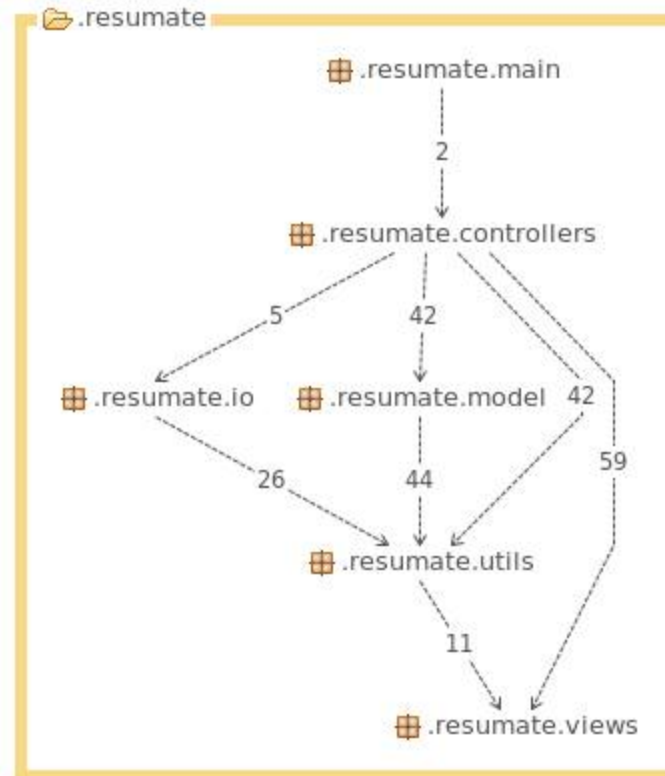 .resumate
.resumate.main
2
.resumate.controllers
5
42
.resumate.io
.resumate.model
42
59
26
44
.resumate.utils
11
.resumate.views